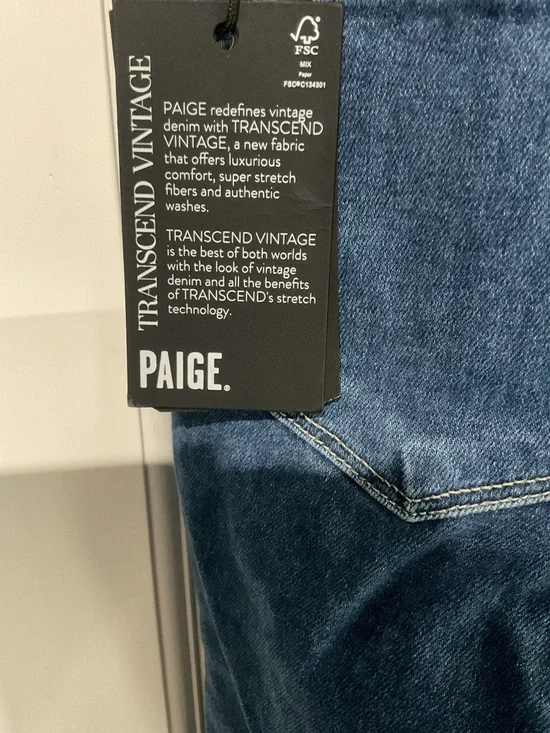 FSC
MIX
Paper
FSC®C134301
TRANSCEND VINTAGE
PAIGE redefines vintage
denim with TRANSCEND
VINTAGE, a new fabric
that offers luxurious
comfort, super stretch
fibers and authentic
washes.
TRANSCEND VINTAGE
is the best of both worlds
with the look of vintage
denim and all the benefits
of TRANSCEND's stretch
technology.
PAIGE.